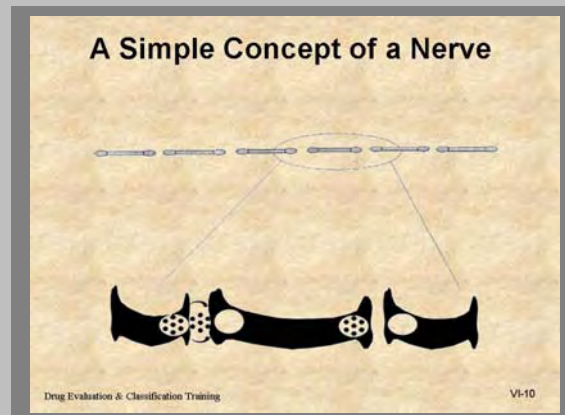 A Simple Concept of a Nerve
Drug Evaluation & Classification Training
VI-10